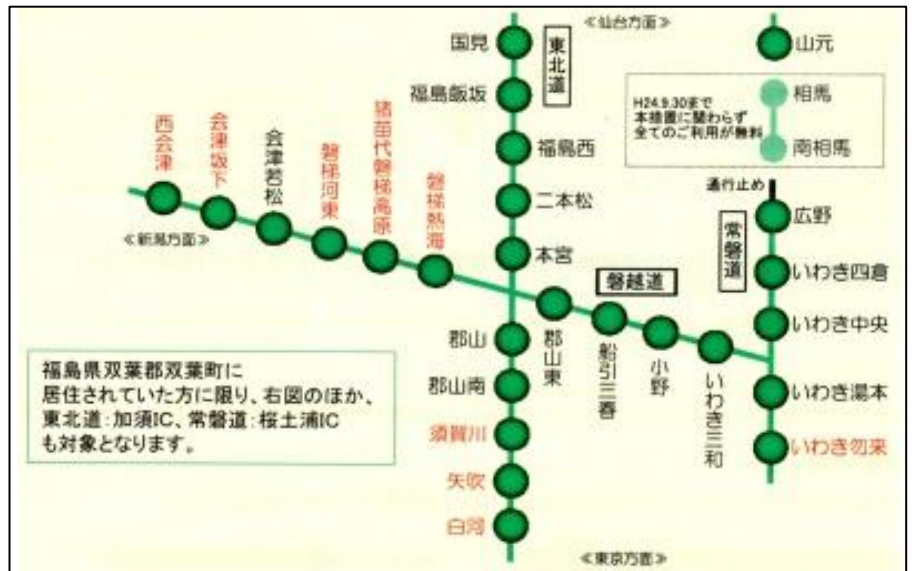 ≪仙台方面≫
国見
東北道
山元
福島飯坂
H24.9.30まで
本措置に関わらず
全てのご利用が無料
相馬
南相馬
福島西
通行止め
西会津
会津坂下
会津若松
磐梯河東
猪苗代磐梯高原
磐梯熱海
二本松
広野
≪新潟方面≫
本宮
常磐道
いわき四倉
磐越道
いわき中央
郡山
郡山東
船引三春
小野
いわき三和
郡山南
いわき湯本
福島県双葉郡双葉町に
居住されていた方に限り、右図のほか、
東北道:加須IC、常磐道:桜土浦IC
も対象となります。
須賀川
いわき勿来
矢吹
白河
≪東京方面≫